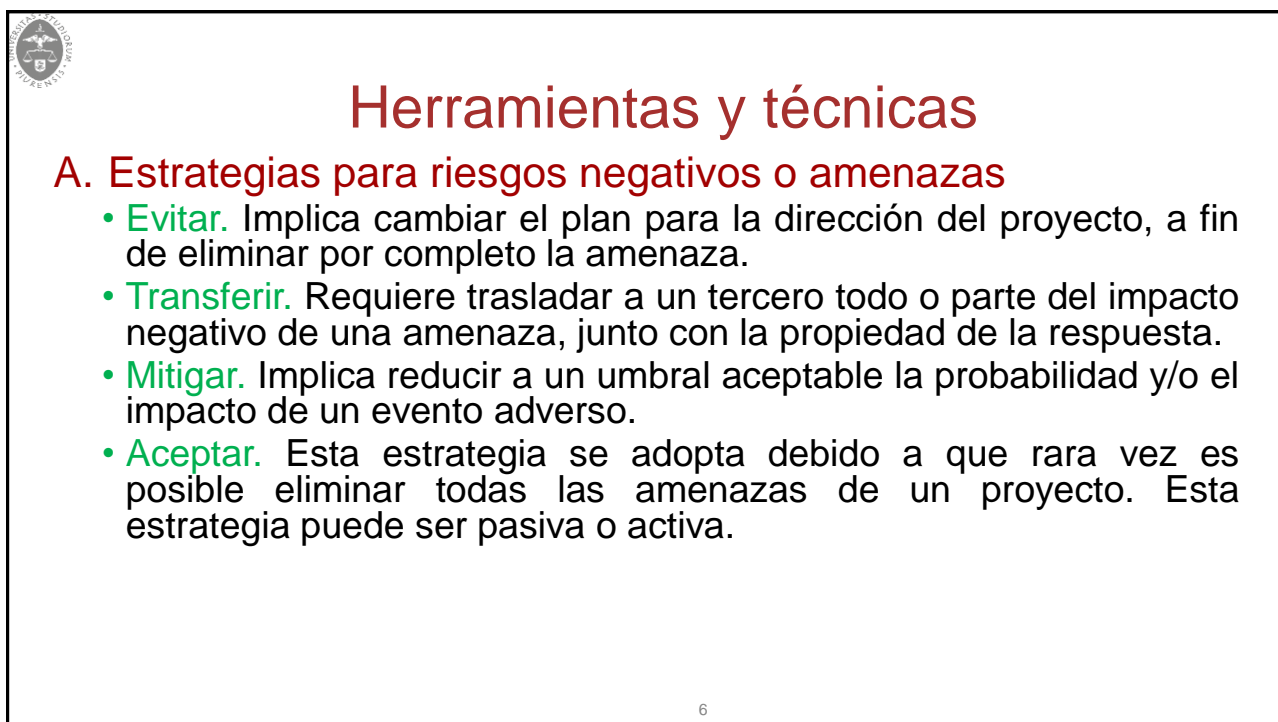 UNIVERSITAS STUDIORUM PIURENSIS
Herramientas y técnicas
A. Estrategias para riesgos negativos o amenazas
• Evitar. Implica cambiar el plan para la dirección del proyecto, a fin
de eliminar por completo la amenaza.
• Transferir. Requiere trasladar a un tercero todo o parte del impacto
negativo de una amenaza, junto con la propiedad de la respuesta.
• Mitigar. Implica reducir a un umbral aceptable la probabilidad y/o el
impacto de un evento adverso.
• Aceptar. Esta estrategia se adopta debido a que rara vez es
posible eliminar todas las amenazas de un proyecto. Esta
estrategia puede ser pasiva o activa.
6